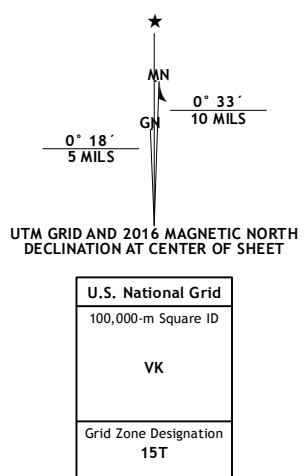 ★
MN
0° 33´
10 MILS
GN
0° 18´
5 MILS
UTM GRID AND 2016 MAGNETIC NORTH
DECLINATION AT CENTER OF SHEET
U.S. National Grid
100,000-m Square ID
VK
Grid Zone Designation
15T